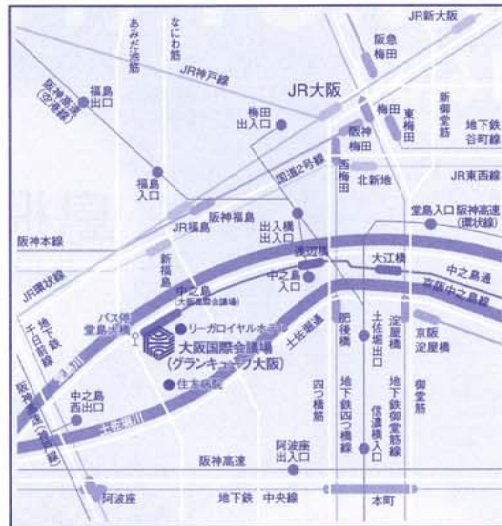 JR新大阪
あみだ池筋
なにわ筋
JR神戸線
阪急
梅田
JR大阪
阪神高速
(空港線)
福島
出口
梅田
出入口
新御堂筋
梅田
東梅田
地下鉄
谷町線
阪神
梅田
西梅田
国道2号線
北新地
JR東西線
福島
入口
阪神福島
JR福島
出入橋
出入口
堂島入口
阪神高速
(環状線)
阪神本線
新福島
渡辺橋
大江橋
中之島通
JR環状線
中之島
(大阪国際会議場)
中之島
入口
京阪中之島線
バス停
堂島大橋
リーガロイヤルホテル
土佐堀通
地下鉄
千日前線
大阪国際会議場
(グランキューブ大阪)
肥後橋
土佐堀出口
淀屋橋
京阪
淀屋橋
住友病院
中之島
西出口
土佐堀川
四つ橋筋
地下鉄四つ橋線
信濃橋入口
地下鉄御堂筋線
御堂筋
阿波座
出入口
阪神高速
阿波座
地下鉄 中央線
本町